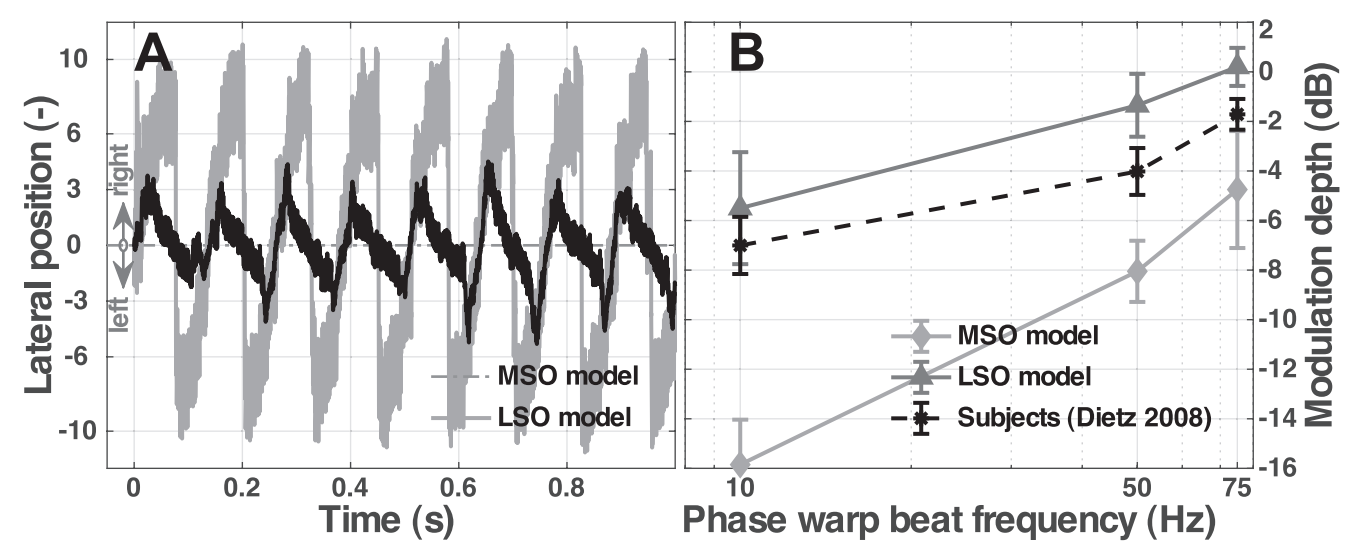 A
10
6
3
0
-3
-6
-10
Lateral position (-)
right
left
MSO model
LSO model
0
0.2
0.4
0.6
0.8
Time (s)
B
2
0
-2
-4
-6
-8
-10
-12
-14
-16
Modulation depth (dB)
MSO model
LSO model
Subjects (Dietz 2008)
10
50
75
Phase warp beat frequency (Hz)